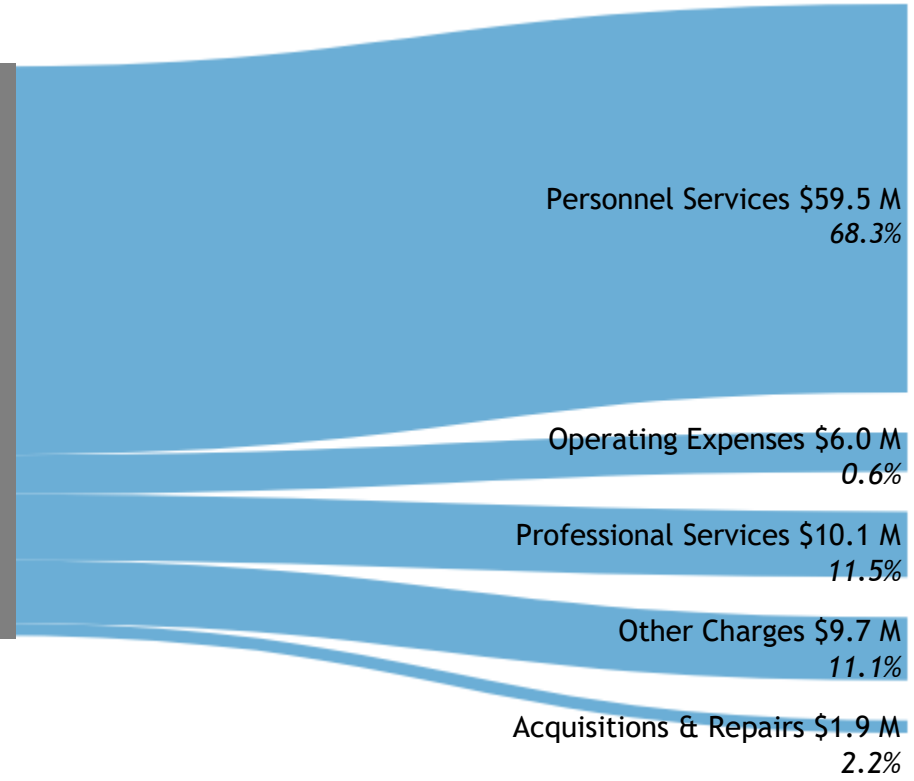 Personnel Services $59.5 M
68.3%
Operating Expenses $6.0 M
0.6%
Professional Services $10.1 M
11.5%
Other Charges $9.7 M
11.1%
Acquisitions & Repairs $1.9 M
2.2%